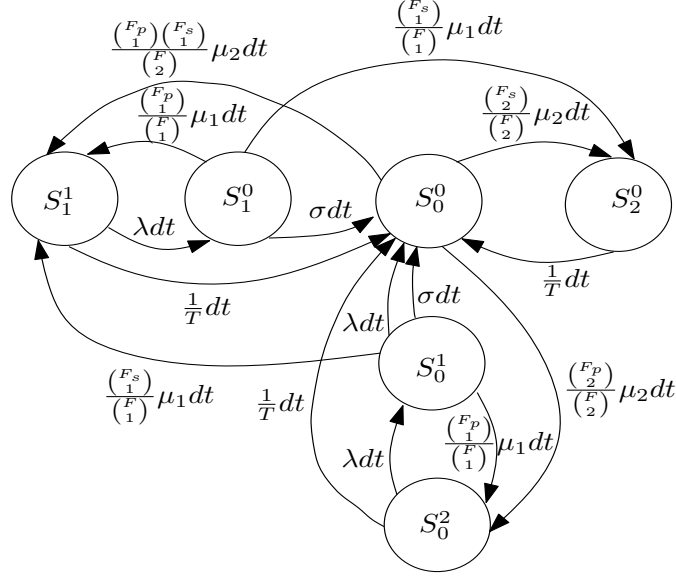 $\frac{\binom{F_p}{1}\binom{F_s}{1}}{\binom{F}{2}}\mu_2 dt$
$\frac{\binom{F_s}{1}}{\binom{F}{1}}\mu_1 dt$
$\frac{\binom{F_p}{1}}{\binom{F}{1}}\mu_1 dt$
$\frac{\binom{F_s}{2}}{\binom{F}{2}}\mu_2 dt$
$S_1^1$
$S_1^0$
$S_0^0$
$S_2^0$
$\lambda dt$
$\sigma dt$
$\frac{1}{T}dt$
$\frac{1}{T}dt$
$\lambda dt$
$\sigma dt$
$S_0^1$
$\frac{\binom{F_s}{1}}{\binom{F}{1}}\mu_1 dt$
$\frac{1}{T}dt$
$\frac{\binom{F_p}{2}}{\binom{F}{2}}\mu_2 dt$
$\lambda dt$
$\frac{\binom{F_p}{1}}{\binom{F}{1}}\mu_1 dt$
$S_0^2$